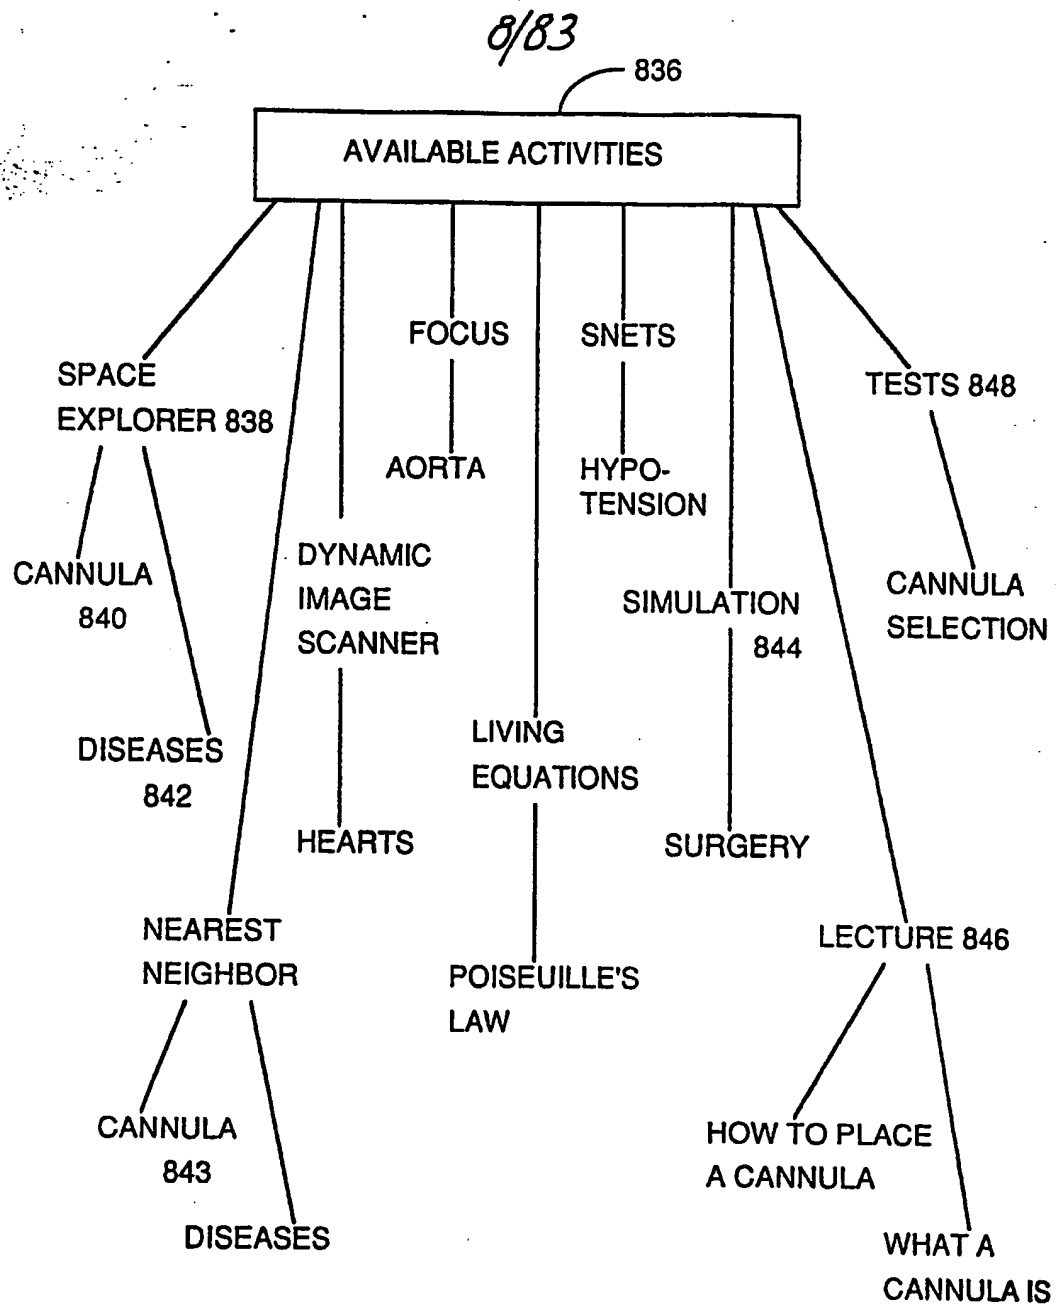 8/83
836
AVAILABLE ACTIVITIES
FOCUS
SNETS
SPACE
EXPLORER 838
TESTS 848
AORTA
HYPO-
TENSION
CANNULA
840
DYNAMIC
IMAGE
SCANNER
SIMULATION
844
CANNULA
SELECTION
DISEASES
842
LIVING
EQUATIONS
HEARTS
SURGERY
NEAREST
NEIGHBOR
LECTURE 846
POISEUILLE'S
LAW
CANNULA
843
HOW TO PLACE
A CANNULA
DISEASES
WHAT A
CANNULA IS